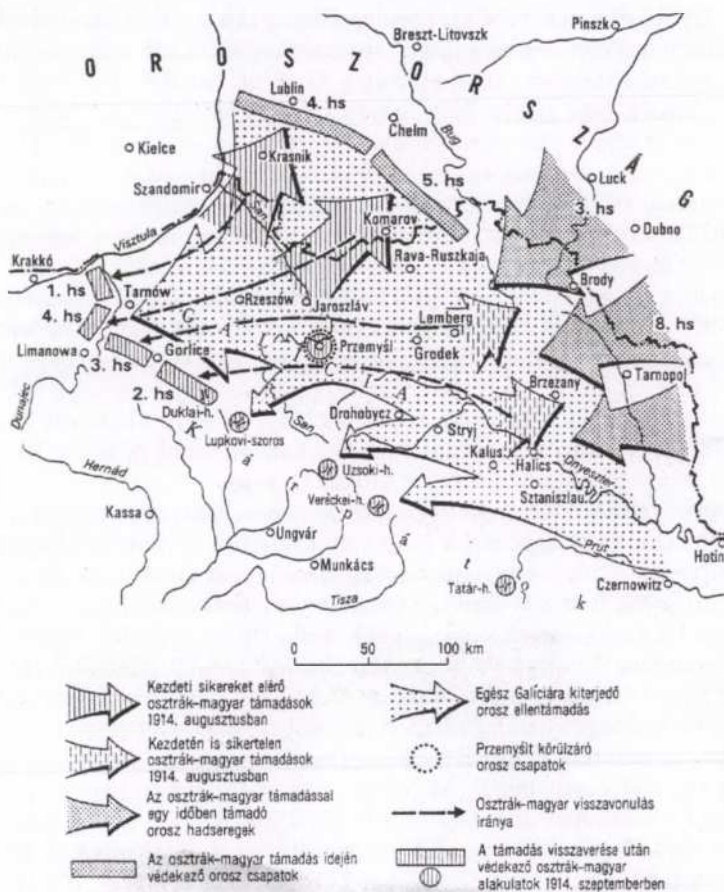 Pinszk
Breszt-Litovszk
O R O S Z O R S Z Á G
Lublin
4. hs
Chelm
Bug
Kielce
Krasnik
Luck
Szandomir
5. hs
3. hs
Dubno
San
Komarov
Visztula
Rava-Ruszkaja
Krakkó
Brody
1. hs
Tarnów
Rzeszów
Jaroszláv
Lemberg
8. hs
4. hs
G A L Í C I A
Przemyśl
Grodek
Limanowa
Gorlice
3. hs
Tarnopol
2. hs
Brzezany
Dunajec
Duklai-h.
Drohobycz
K á r p á t o k
Lupkovi-szoros
San
Stryj
Kalus
Halics
Dnyeszter
Hernád
Uzsoki-h.
Sztaniszlau
Vereckei-h.
Kassa
Ungvár
Prut
Hotin
Munkács
Czernowitz
Tatár-h.
Tisza
0 50 100 km
Kezdeti sikereket elérő
osztrák–magyar támadások
1914. augusztusban
Kezdetén is sikertelen
osztrák–magyar támadások
1914. augusztusban
Az osztrák–magyar támadással
egy időben támadó
orosz hadseregek
Az osztrák–magyar támadás idején
védekező orosz csapatok
Egész Galíciára kiterjedő
orosz ellentámadás
Przemyślt körülzáró
orosz csapatok
Osztrák–magyar visszavonulás
iránya
A támadás visszaverése után
védekező osztrák–magyar
alakulatok 1914. szeptemberben